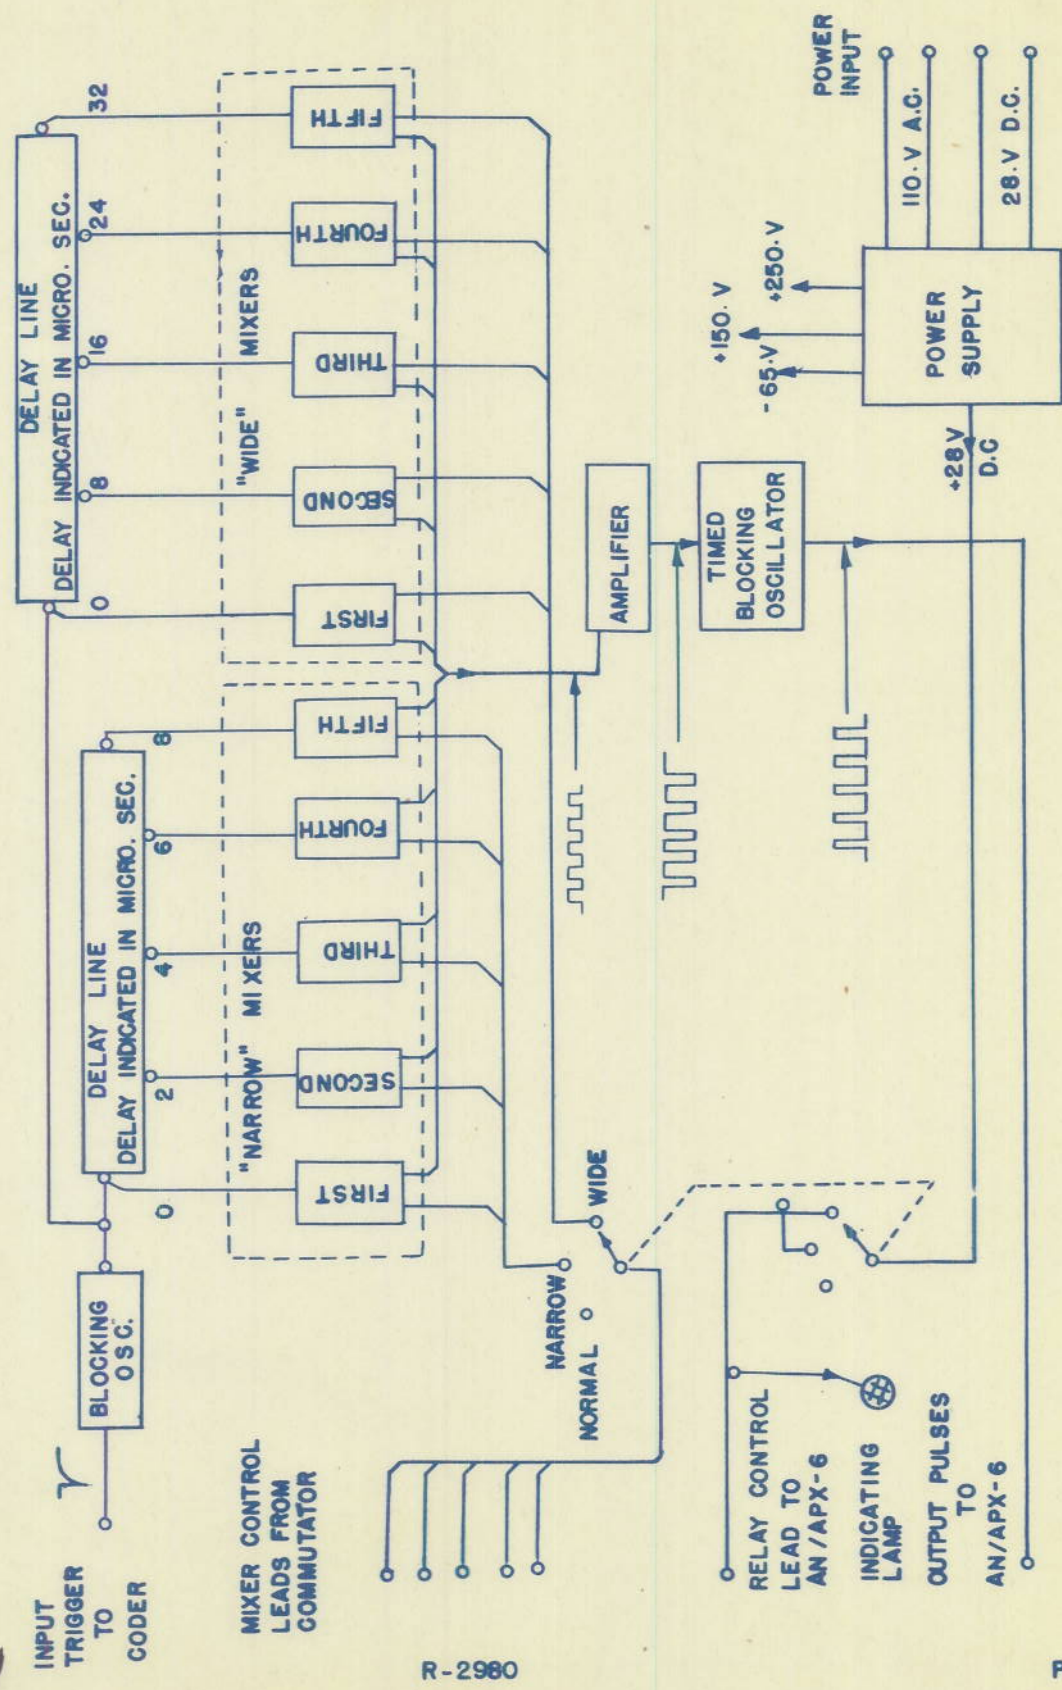 INPUT
TRIGGER
TO
CODER
BLOCKING
OSC.
DELAY LINE
DELAY INDICATED IN MICRO. SEC.
0
2
4
6
8
DELAY LINE
DELAY INDICATED IN MICRO. SEC.
0
8
16
24
32
"NARROW" MIXERS
FIRST
SECOND
THIRD
FOURTH
FIFTH
"WIDE" MIXERS
FIRST
SECOND
THIRD
FOURTH
FIFTH
MIXER CONTROL
LEADS FROM
COMMUTATOR
NARROW
NORMAL
WIDE
AMPLIFIER
TIMED
BLOCKING
OSCILLATOR
-65.V
+150.V
+250.V
POWER
SUPPLY
+28V
D.C
POWER
INPUT
110.V A.C.
28.V D.C.
RELAY CONTROL
LEAD TO
AN/APX-6
INDICATING
LAMP
OUTPUT PULSES
TO
AN/APX-6
R-2980